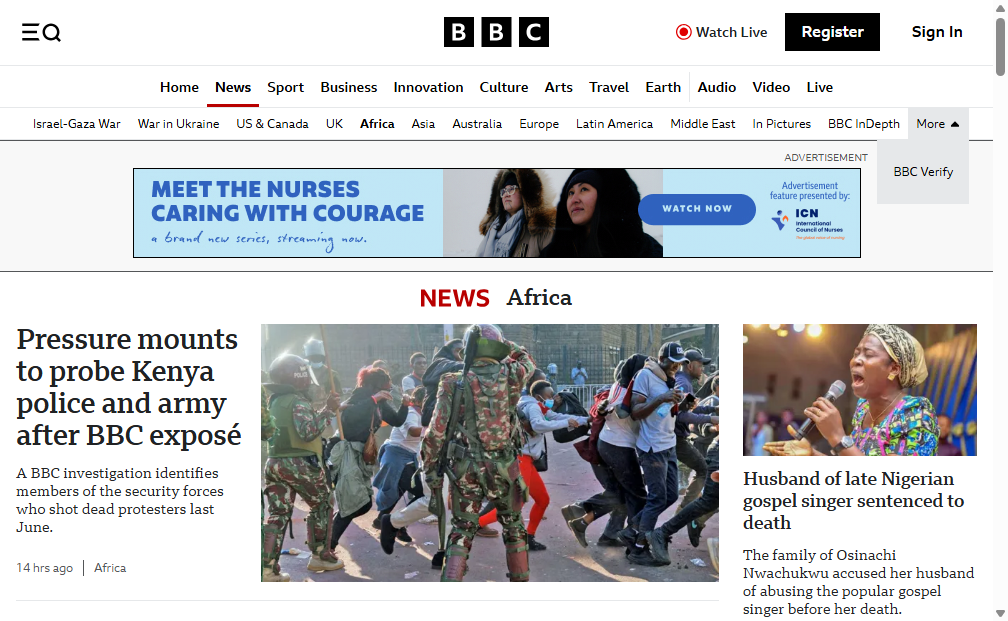 BBC
Watch Live
Register
Sign In
Home News Sport Business Innovation Culture Arts Travel Earth Audio Video Live
Israel-Gaza War War in Ukraine US & Canada UK Africa Asia Australia Europe Latin America Middle East In Pictures BBC InDepth More
BBC Verify
ADVERTISEMENT
MEET THE NURSES
CARING WITH COURAGE
a brand new series, streaming now.
WATCH NOW
Advertisement
feature presented by:
ICN
International
Council of Nurses
The global voice of nursing
NEWS Africa
Pressure mounts
to probe Kenya
police and army
after BBC exposé
A BBC investigation identifies
members of the security forces
who shot dead protesters last
June.
14 hrs ago Africa
POLICE
Husband of late Nigerian
gospel singer sentenced to
death
The family of Osinachi
Nwachukwu accused her husband
of abusing the popular gospel
singer before her death.